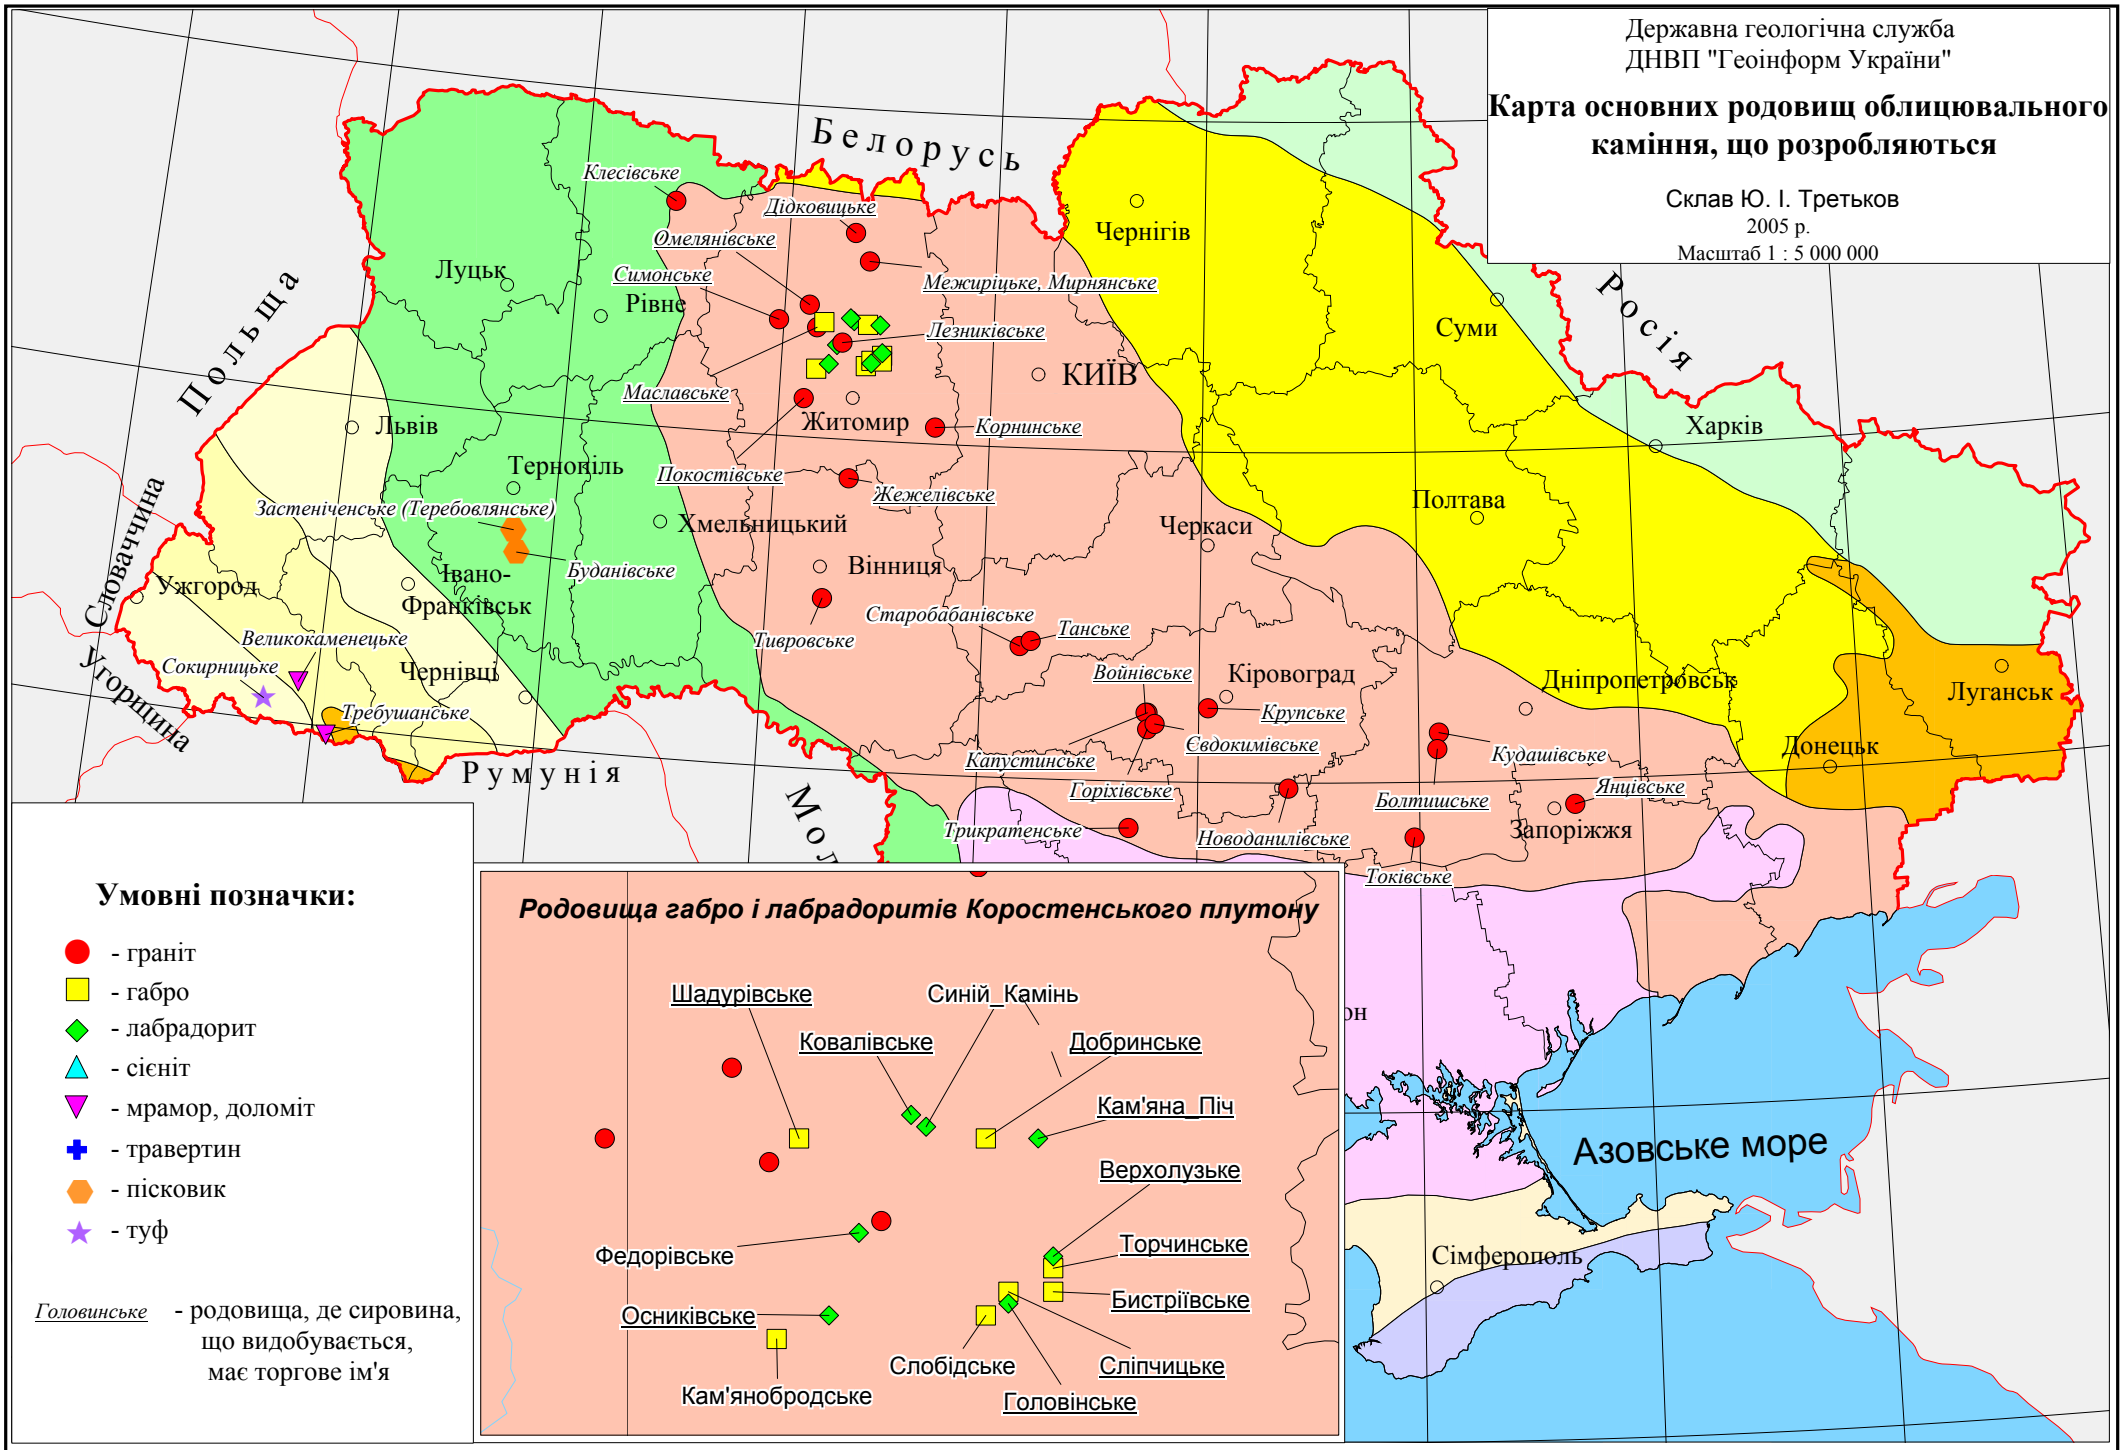 Державна геологічна служба
ДНВП "Геоінформ України"
Карта основних родовищ облицювального
каміння, що розробляються
Склав Ю. І. Третьков
2005 р.
Масштаб 1 : 5 000 000
Белорусь
Польща
Росія
Словаччина
Угорщина
Румунія
Мол
Клесівське
Дідковицьке
Омелянівське
Симонське
Межиріцьке, Мирнянське
Лезниківське
Маславське
Корнинське
Покостівське
Жежелівське
Чернігів
Луцьк
Рівне
Суми
КИЇВ
Житомир
Львів
Харків
Тернопіль
Застеніченське (Теребовлянське)
Буданівське
Хмельницький
Полтава
Черкаси
Вінниця
Ужгород
Івано-
Франківськ
Великокаменецьке
Сокирницьке
Чернівці
Требушанське
Тивровське
Старобабанівське
Танське
Войнівське
Кіровоград
Крупське
Євдокимівське
Капустинське
Горіхівське
Трикратенське
Новоданилівське
Дніпропетровськ
Луганськ
Донецьк
Кудашівське
Болтишське
Янцівське
Запоріжжя
Токівське
он
Азовське море
Сімферополь
Умовні позначки:
- граніт
- габро
- лабрадорит
- сієніт
- мрамор, доломіт
- травертин
- пісковик
- туф
Головинське - родовища, де сировина,
що видобувається,
має торгове ім'я
Родовища габро і лабрадоритів Коростенського плутону
Шадурівське
Синій_Камінь
Ковалівське
Добринське
Кам'яна_Піч
Верхолузьке
Федорівське
Торчинське
Осниківське
Бистріївське
Слобідське
Сліпчицьке
Кам'янобродське
Головінське